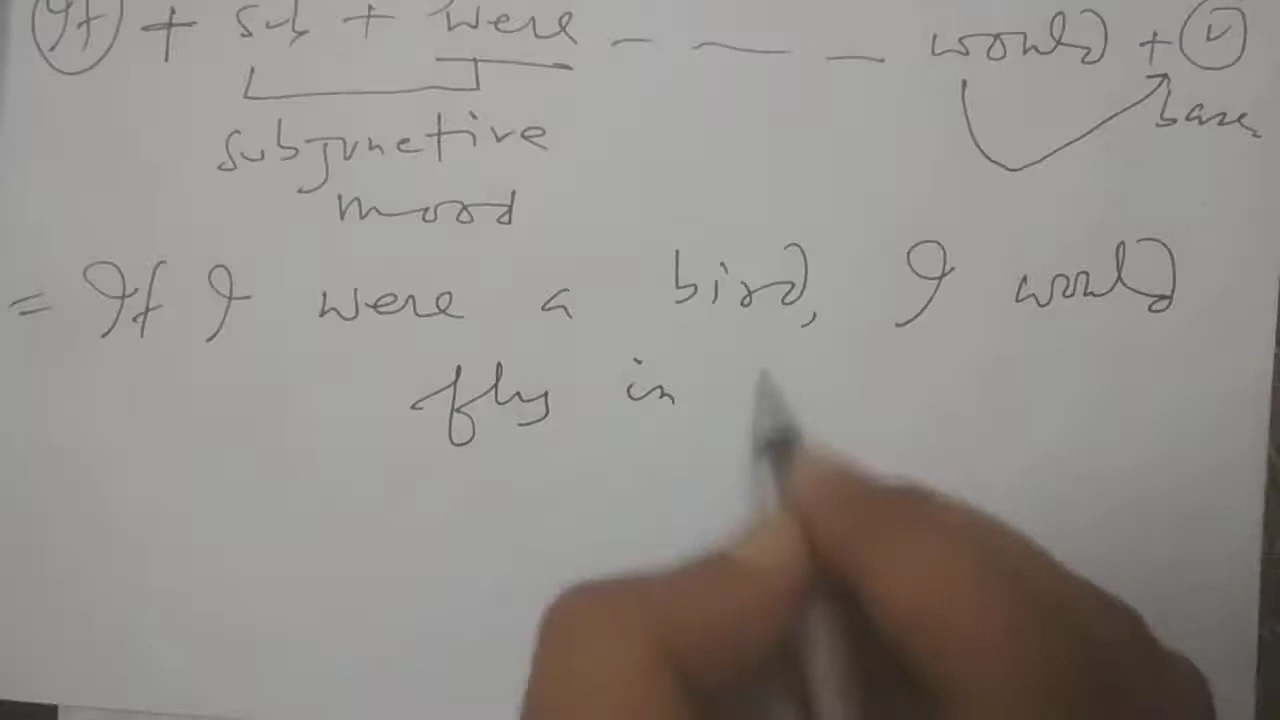 If + sub + were - - - would + v
base
subjunctive
mood
= If I were a bird, I would
fly in